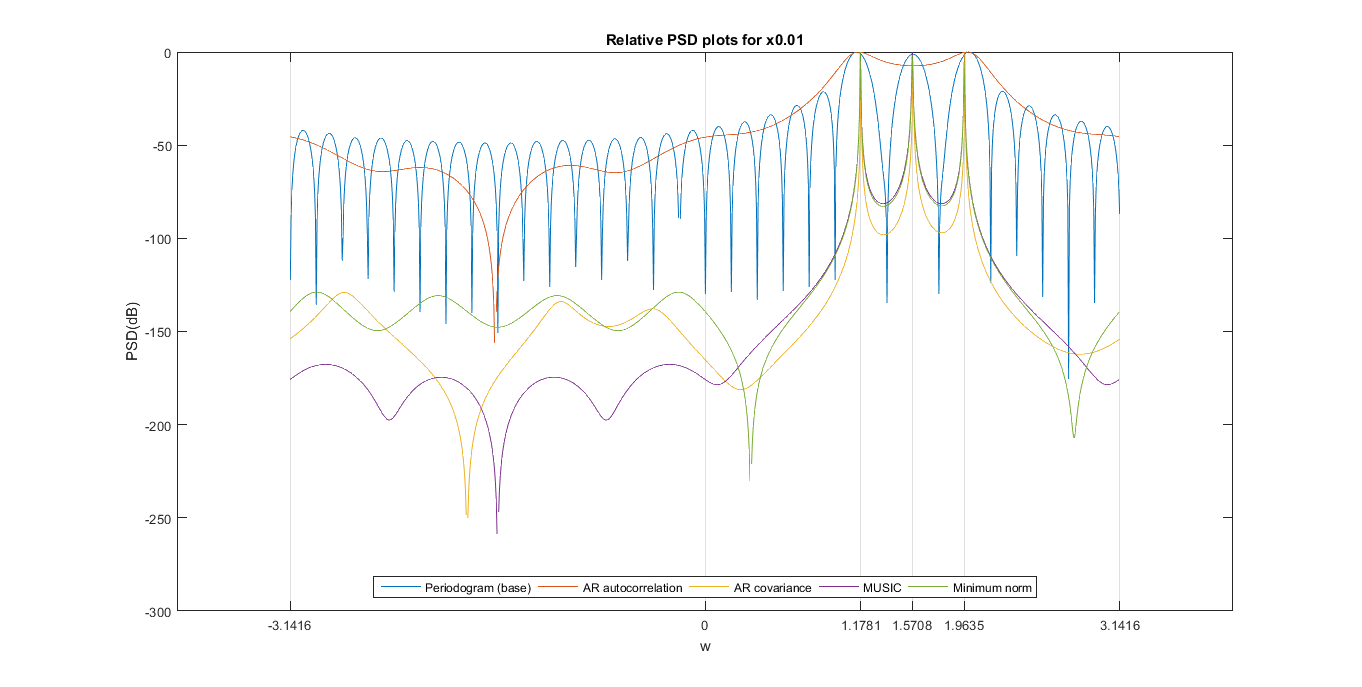 Relative PSD plots for x0.01
0
-50
-100
-150
-200
-250
-300
PSD(dB)
Periodogram (base) AR autocorrelation AR covariance MUSIC Minimum norm
-3.1416 0 1.1781 1.5708 1.9635 3.1416
w